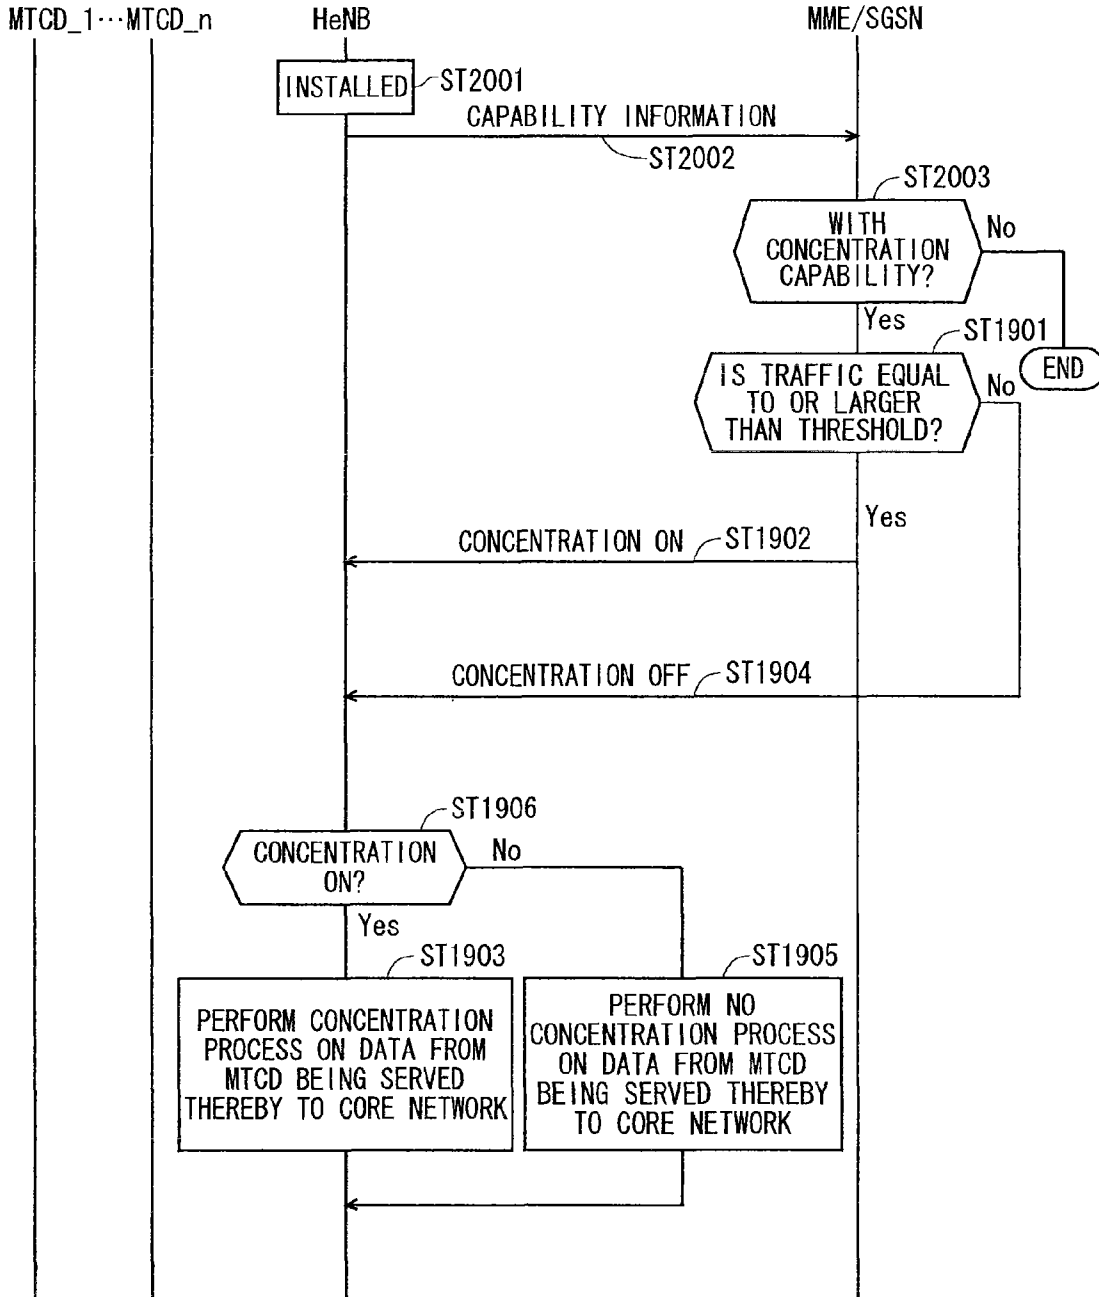 MTCD_1···MTCD_n
HeNB
MME/SGSN
INSTALLED
ST2001
CAPABILITY INFORMATION
ST2002
ST2003
WITH
CONCENTRATION
CAPABILITY?
No
Yes
ST1901
END
IS TRAFFIC EQUAL
TO OR LARGER
THAN THRESHOLD?
No
Yes
CONCENTRATION ON
ST1902
CONCENTRATION OFF
ST1904
ST1906
CONCENTRATION
ON?
No
Yes
ST1903
ST1905
PERFORM CONCENTRATION
PROCESS ON DATA FROM
MTCD BEING SERVED
THEREBY TO CORE NETWORK
PERFORM NO
CONCENTRATION PROCESS
ON DATA FROM MTCD
BEING SERVED THEREBY
TO CORE NETWORK